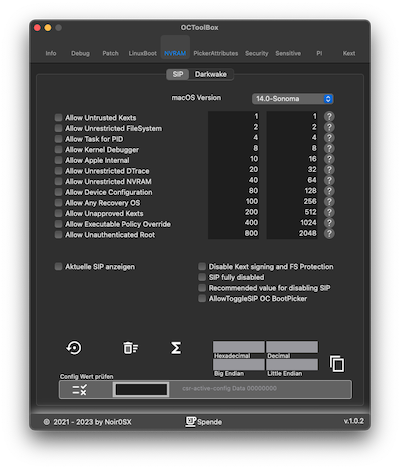 OCToolBox
Info Debug Patch LinuxBoot NVRAM PickerAttributes Security Sensitive PI Kext
SIP Darkwake
macOS Version 14.0-Sonoma
Allow Untrusted Kexts 1 1 ?
Allow Unrestricted FileSystem 2 2 ?
Allow Task for PID 4 4 ?
Allow Kernel Debugger 8 8 ?
Allow Apple Internal 10 16 ?
Allow Unrestricted DTrace 20 32 ?
Allow Unrestricted NVRAM 40 64 ?
Allow Device Configuration 80 128 ?
Allow Any Recovery OS 100 256 ?
Allow Unapproved Kexts 200 512 ?
Allow Executable Policy Override 400 1024 ?
Allow Unauthenticated Root 800 2048 ?
Aktuelle SIP anzeigen Disable Kext signing and FS Protection
SIP fully disabled
Recommended value for disabling SIP
AllowToggleSIP OC BootPicker
Σ
Hexadecimal Decimal
Big Endian Little Endian
Config Wert prüfen
csr-active-config Data 00000000
© 2021 - 2023 by NoirOSX Spende v.1.0.2